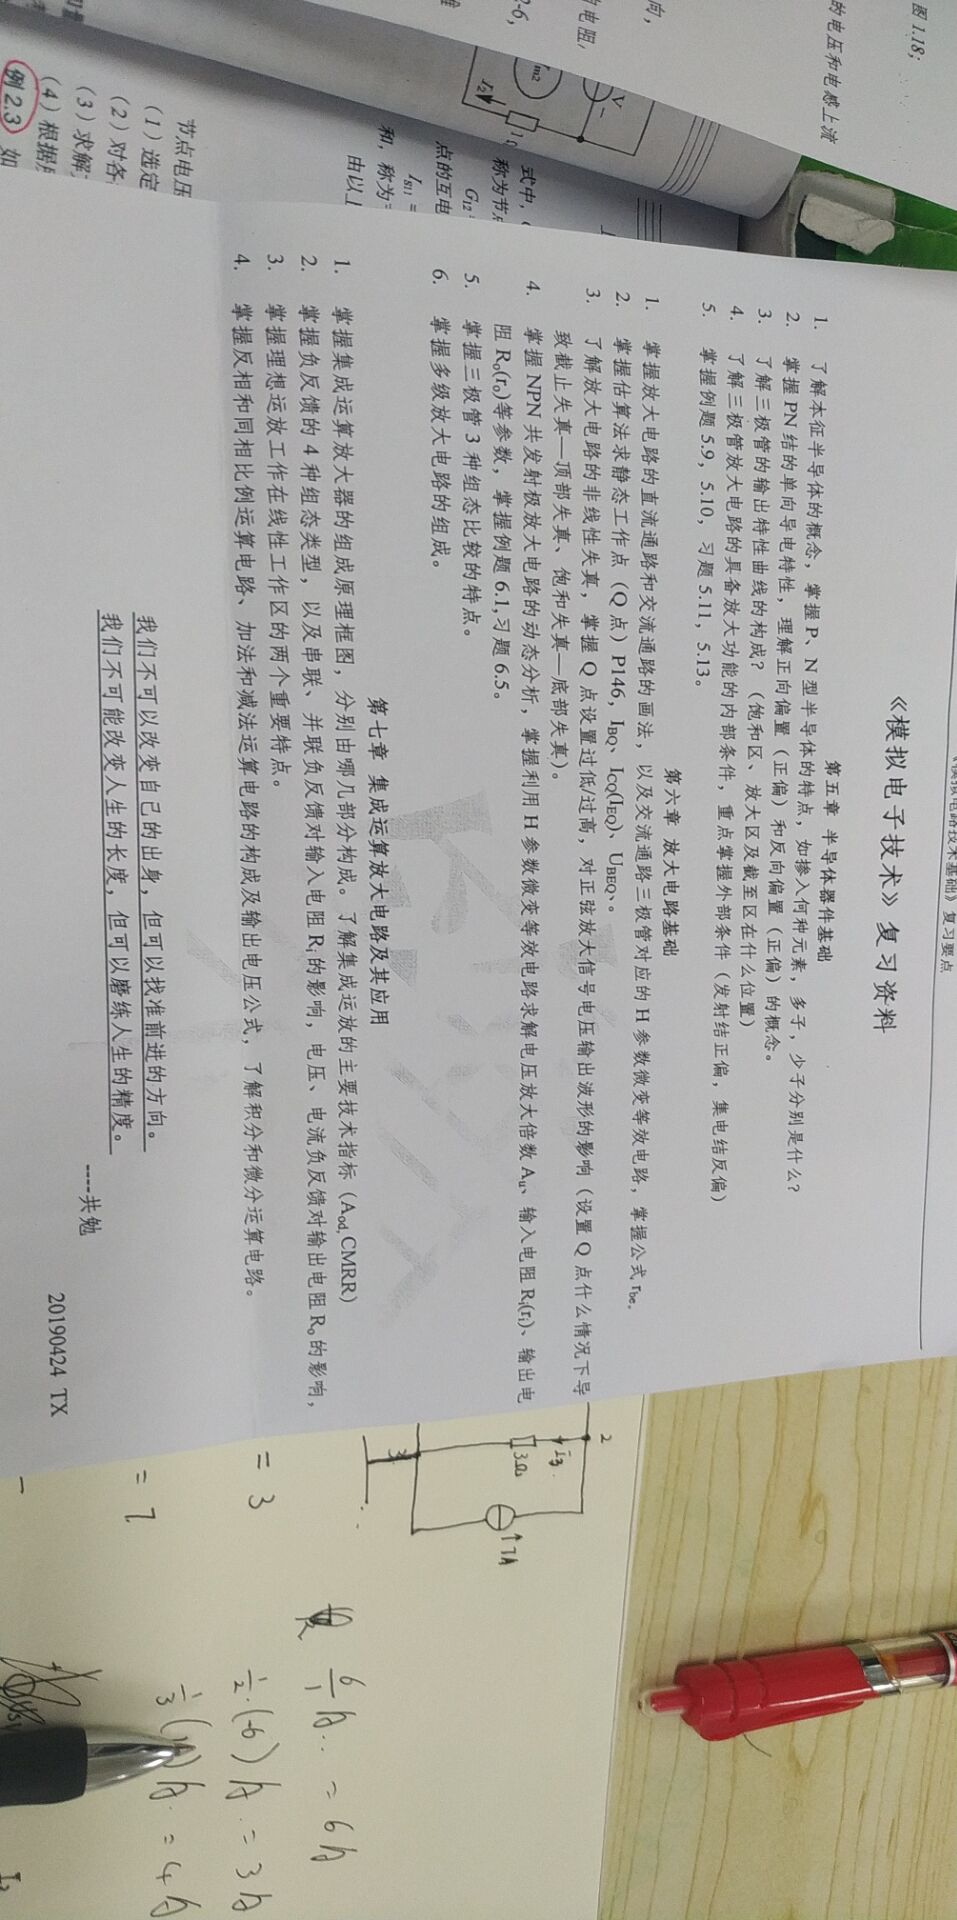 《模拟电路技术基础》复习要点
《模拟电子技术》复习资料
第五章 半导体器件基础
1. 了解本征半导体的概念，掌握 P、N 型半导体的特点，如掺入何种元素，多子，少子分别是什么？
2. 掌握 PN 结的单向导电特性，理解正向偏置（正偏）和反向偏置（正偏）的概念。
3. 了解三极管的输出特性曲线的构成？（饱和区、放大区及截至区在什么位置）
4. 了解三极管放大电路的具备放大功能的内部条件，重点掌握外部条件（发射结正偏，集电结反偏）
5. 掌握例题 5.9，5.10，习题 5.11，5.13。
第六章 放大电路基础
1. 掌握放大电路的直流通路和交流通路的画法，以及交流通路三极管对应的 H 参数微变等效电路，掌握公式 rbe。
2. 掌握估算法求静态工作点（Q 点）P146，IBQ、ICQ(IEQ)、UBEQ、。
3. 了解放大电路的非线性失真，掌握 Q 点设置过低/过高，对正弦放大信号电压输出波形的影响（设置 Q 点什么情况下导
致截止失真—顶部失真、饱和失真—底部失真）。
4. 掌握 NPN 共发射极放大电路的动态分析，掌握利用 H 参数微变等效电路求解电压放大倍数 Au、输入电阻 Ri(ri)、输出电
阻 Ro(ro)等参数，掌握例题 6.1,习题 6.5。
5. 掌握三极管 3 种组态比较的特点。
6. 掌握多级放大电路的组成。
第七章 集成运算放大电路及其应用
1. 掌握集成运算放大器的组成原理框图，分别由哪几部分构成。了解集成运放的主要技术指标（Aod,CMRR）
2. 掌握负反馈的 4 种组态类型，以及串联、并联负反馈对输入电阻 Ri 的影响，电压、电流负反馈对输出电阻 Ro 的影响，
3. 掌握理想运放工作在线性工作区的两个重要特点。
4. 掌握反相和同相比例运算电路、加法和减法运算电路的构成及输出电压公式，了解积分和微分运算电路。
我们不可以改变自己的出身，但可以找准前进的方向。
我们不可能改变人生的长度，但可以磨练人生的精度。
----共勉
20190424 TX
图 1.18；
的电压和电感上流
向，
电阻，
2-6，
V
m2
1Ω
I2
式中，
称为节点
G12
点的互电
IS11 =
和，称为
由以上
节点电压
(1) 选定
(2) 对各
(3) 求解
(4) 根据
例 2.3 如
2
I3
3Ω
↑7A
3
6/1 A = 6A
1/2·(-6) A = 3A
= 3
A = 4A
= 7